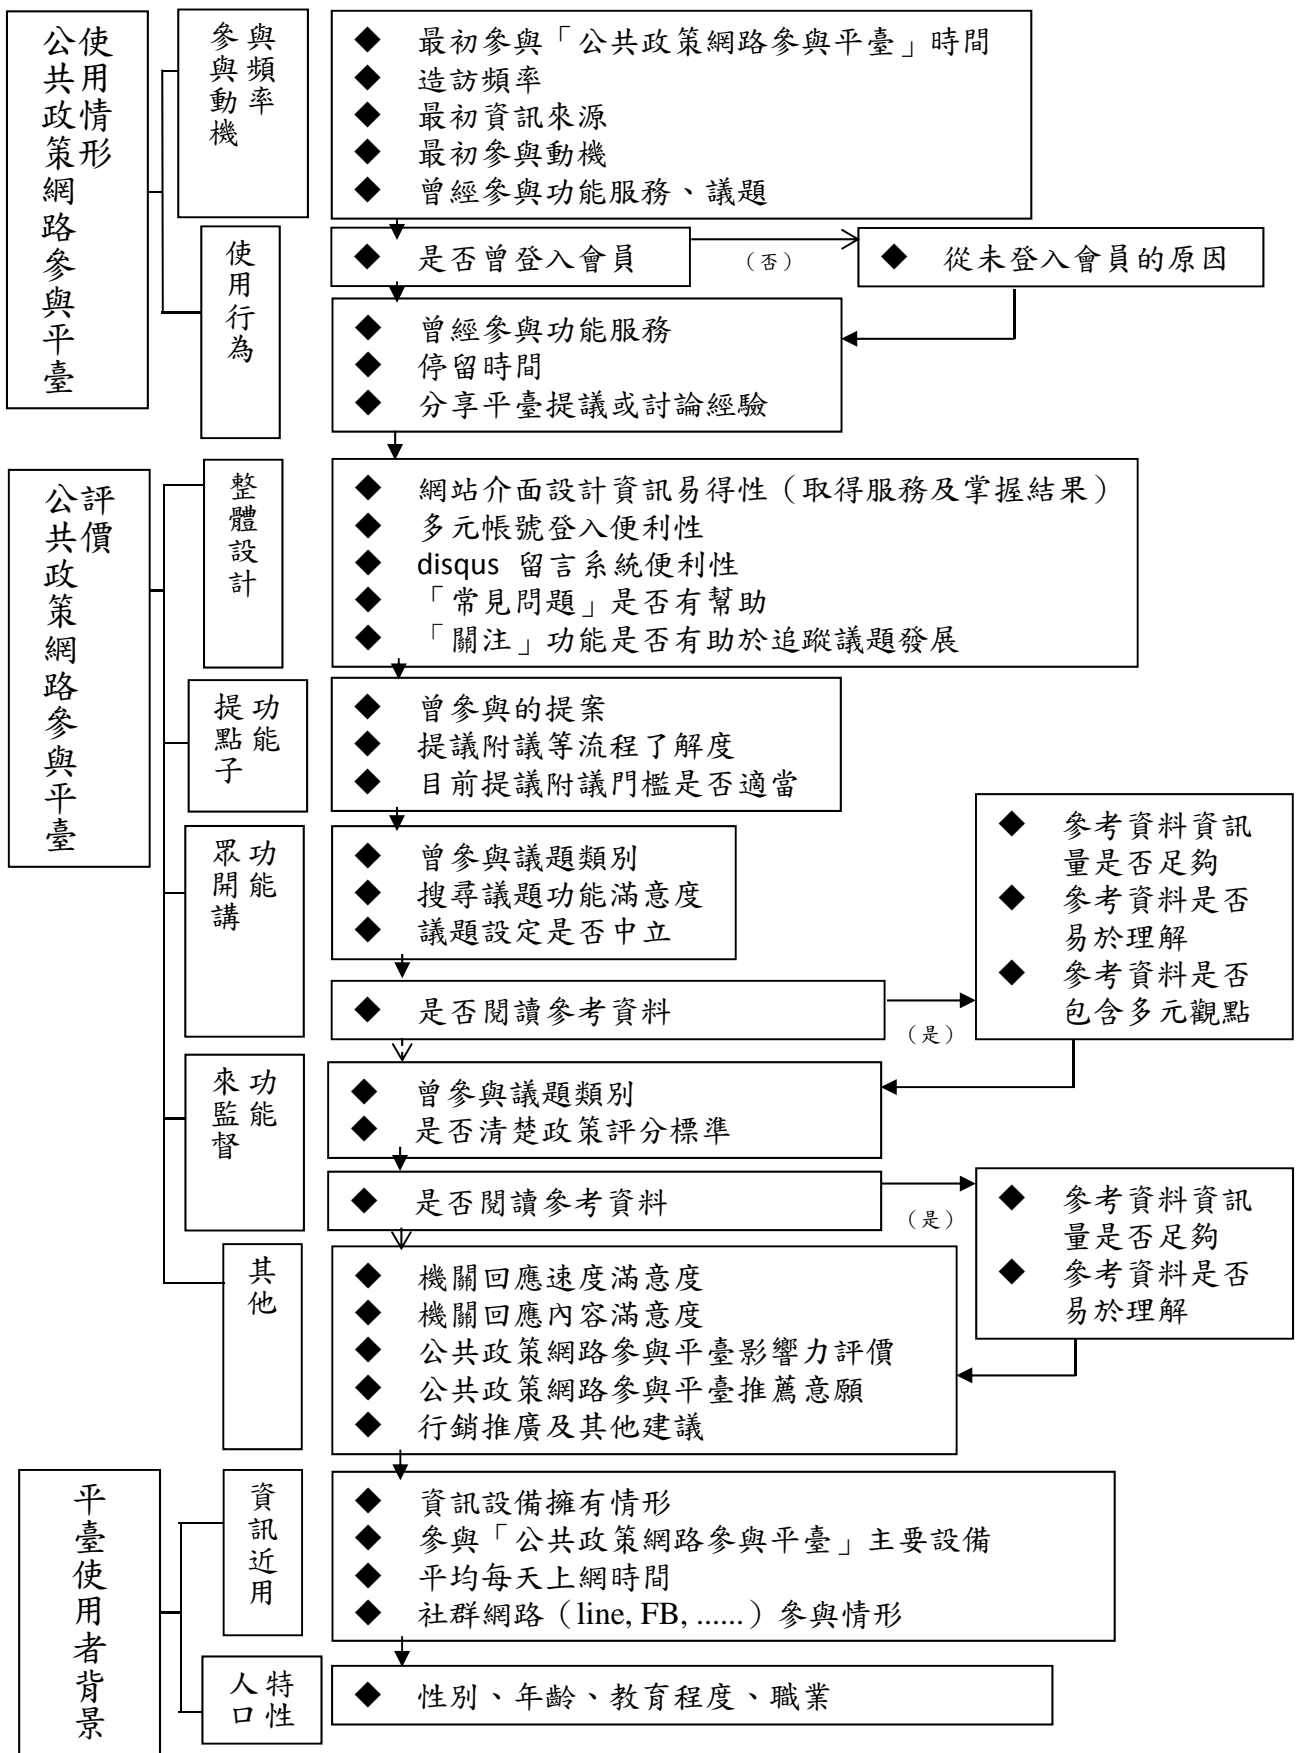 公共政策網路參與平臺
使用情形
參與動機
與頻率
◆ 最初參與「公共政策網路參與平臺」時間
◆ 造訪頻率
◆ 最初資訊來源
◆ 最初參與動機
◆ 曾經參與功能服務、議題
使用行為
◆ 是否曾登入會員
（否）
◆ 從未登入會員的原因
◆ 曾經參與功能服務
◆ 停留時間
◆ 分享平臺提議或討論經驗
公共政策網路參與平臺
評價
整體設計
◆ 網站介面設計資訊易得性（取得服務及掌握結果）
◆ 多元帳號登入便利性
◆ disqus 留言系統便利性
◆ 「常見問題」是否有幫助
◆ 「關注」功能是否有助於追蹤議題發展
提點子
功能
◆ 曾參與的提案
◆ 提議附議等流程了解度
◆ 目前提議附議門檻是否適當
眾開講
功能
◆ 曾參與議題類別
◆ 搜尋議題功能滿意度
◆ 議題設定是否中立
◆ 是否閱讀參考資料
（是）
◆ 參考資料資訊
量是否足夠
◆ 參考資料是否
易於理解
◆ 參考資料是否
包含多元觀點
來監督
功能
◆ 曾參與議題類別
◆ 是否清楚政策評分標準
◆ 是否閱讀參考資料
（是）
◆ 參考資料資訊
量是否足夠
◆ 參考資料是否
易於理解
其他
◆ 機關回應速度滿意度
◆ 機關回應內容滿意度
◆ 公共政策網路參與平臺影響力評價
◆ 公共政策網路參與平臺推薦意願
◆ 行銷推廣及其他建議
平臺使用者背景
資訊近用
◆ 資訊設備擁有情形
◆ 參與「公共政策網路參與平臺」主要設備
◆ 平均每天上網時間
◆ 社群網路（line, FB, ......）參與情形
人口
特性
◆ 性別、年齡、教育程度、職業